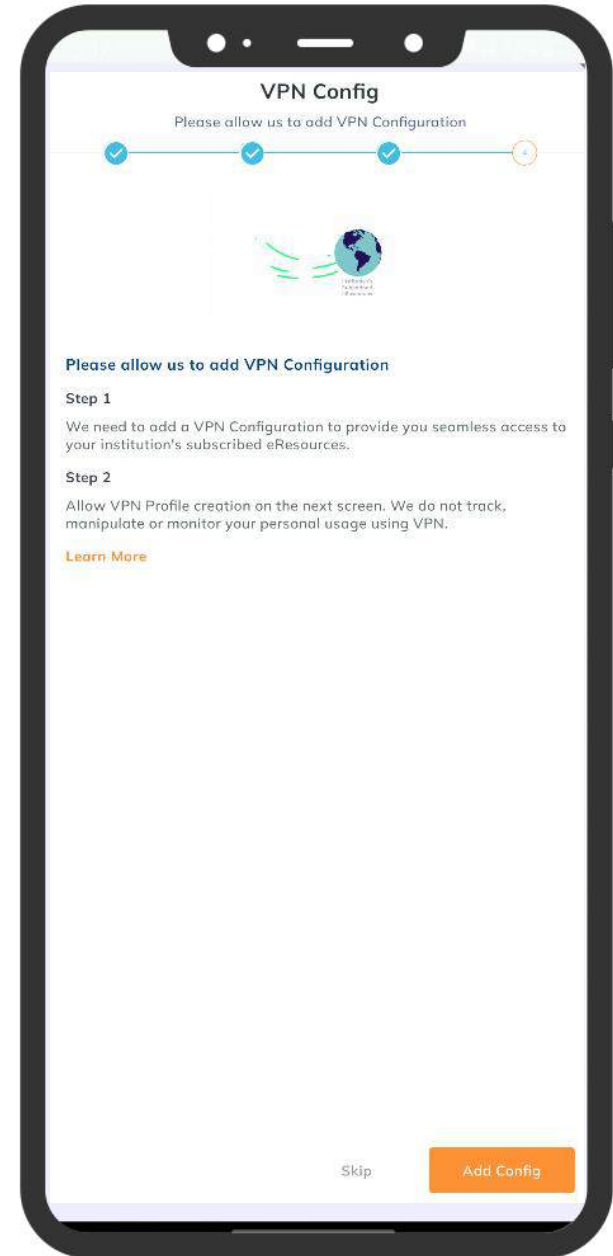 VPN Config
Please allow us to add VPN Configuration
4
Please allow us to add VPN Configuration
Step 1
We need to add a VPN Configuration to provide you seamless access to
your institution's subscribed eResources.
Step 2
Allow VPN Profile creation on the next screen. We do not track,
manipulate or monitor your personal usage using VPN.
Learn More
Skip
Add Config